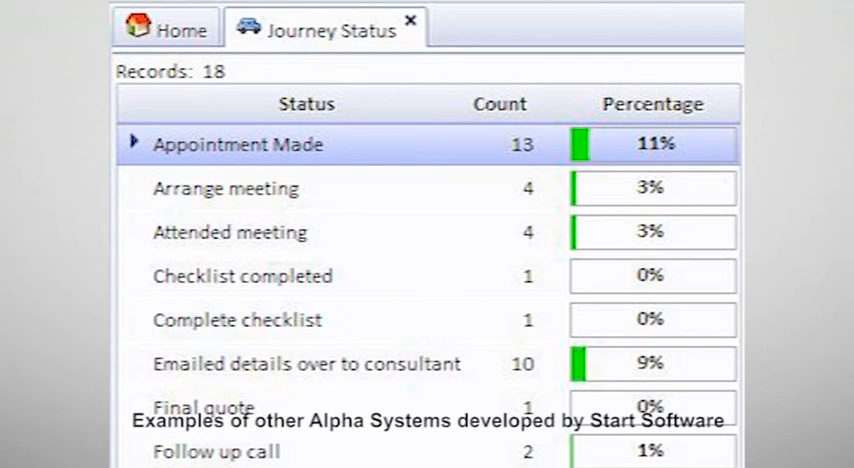 Home Journey Status
Records: 18
Status Count Percentage
Appointment Made 13 11%
Arrange meeting 4 3%
Attended meeting 4 3%
Checklist completed 1 0%
Complete checklist 1 0%
Emailed details over to consultant 10 9%
Final quote 1 0%
Examples of other Alpha Systems developed by Start Software
Follow up call 2 1%